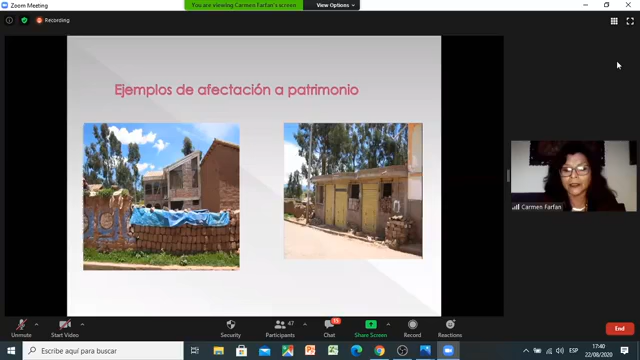 Zoom Meeting
You are viewing Carmen Farfan's screen
View Options
Recording
Ejemplos de afectación a patrimonio
Carmen Farfan
Unmute
Start Video
Security
47
Participants
Chat
Share Screen
Record
Reactions
End
Escribe aquí para buscar
ESP
17:40
22/08/2020